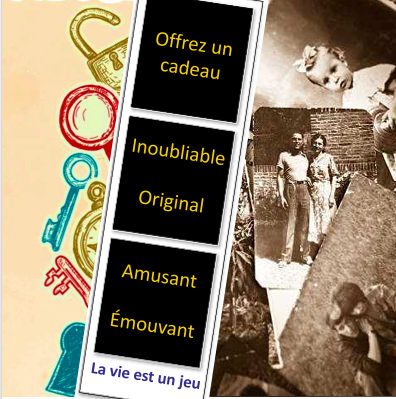 Offrez un
cadeau
Inoubliable
Original
Amusant
Émouvant
La vie est un jeu